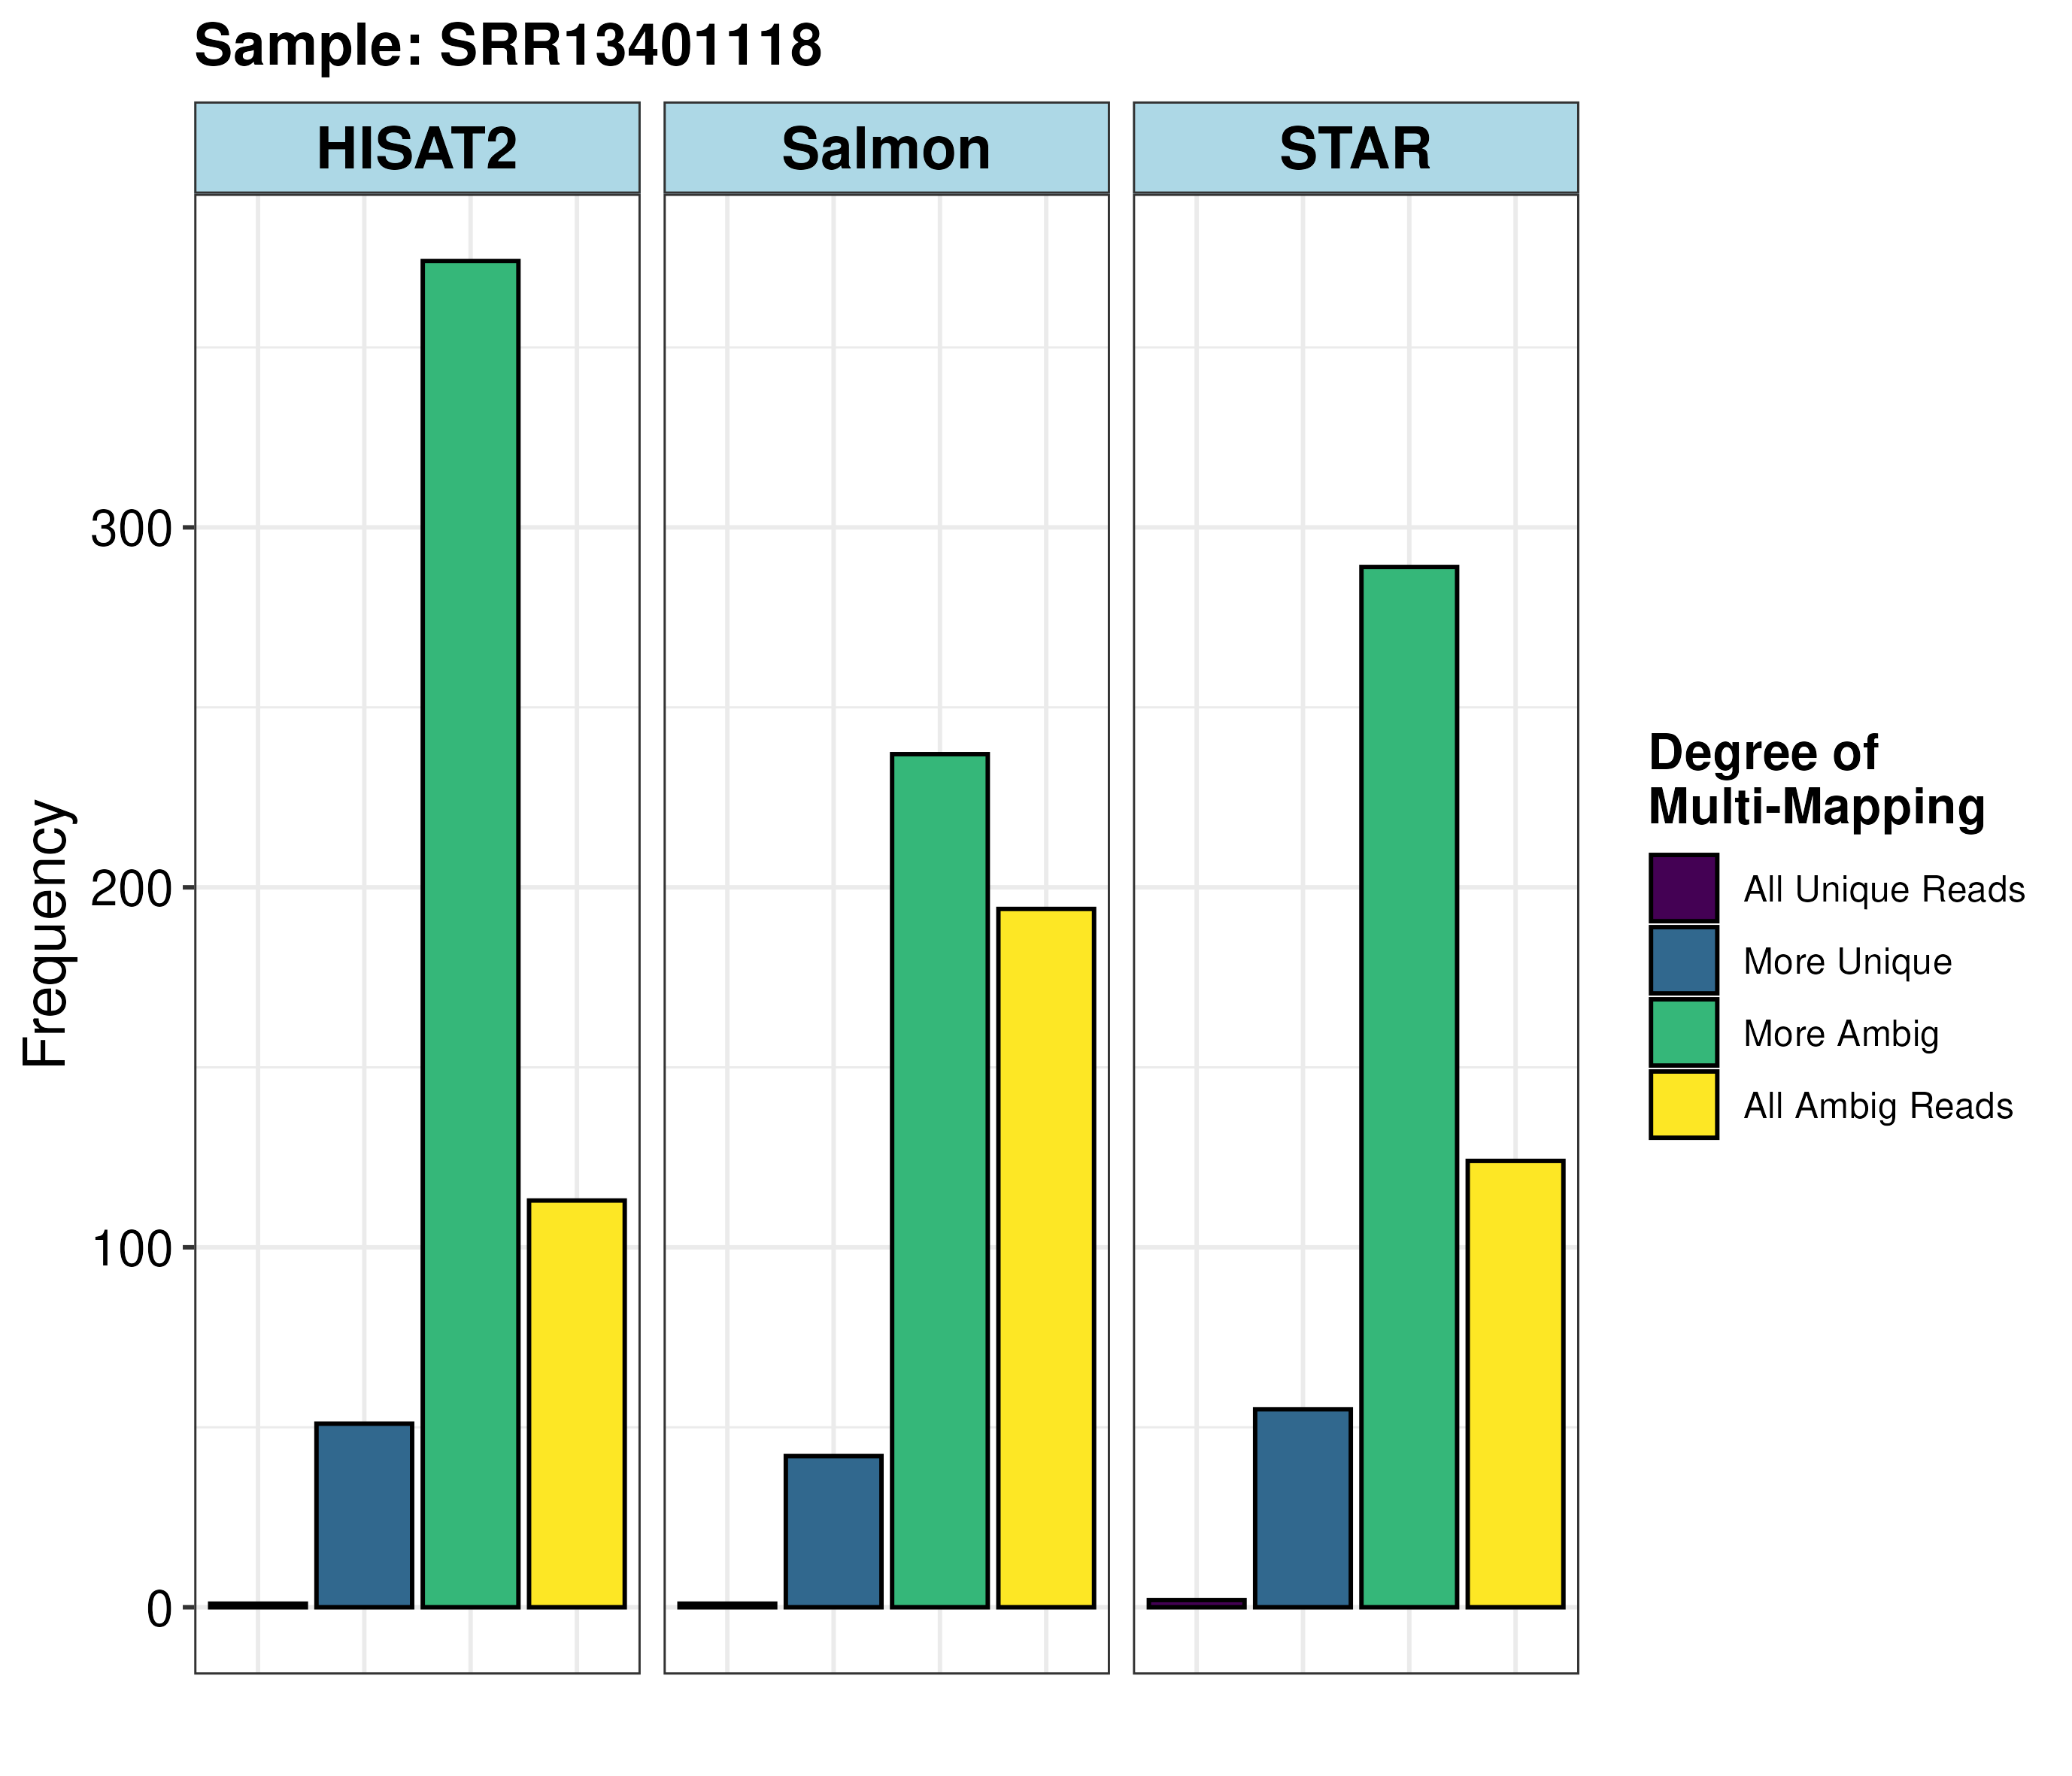 Sample: SRR13401118
HISAT2
Salmon
STAR
Frequency
300
200
100
0
Degree of
Multi-Mapping
All Unique Reads
More Unique
More Ambig
All Ambig Reads